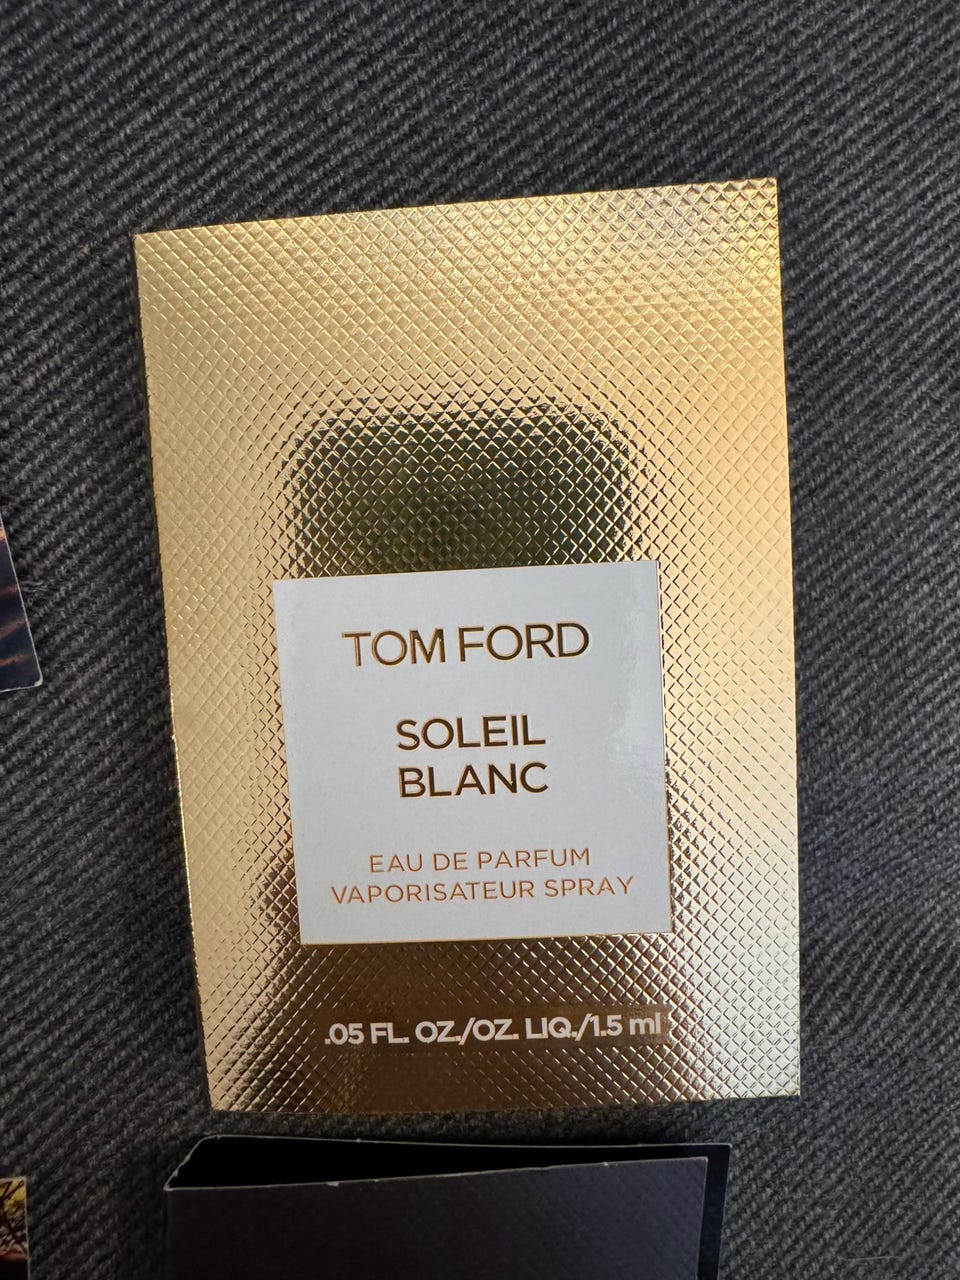 TOM FORD
SOLEIL
BLANC
EAU DE PARFUM
VAPORISATEUR SPRAY
.05 FL. OZ./OZ. LIQ./1.5 ml ℮